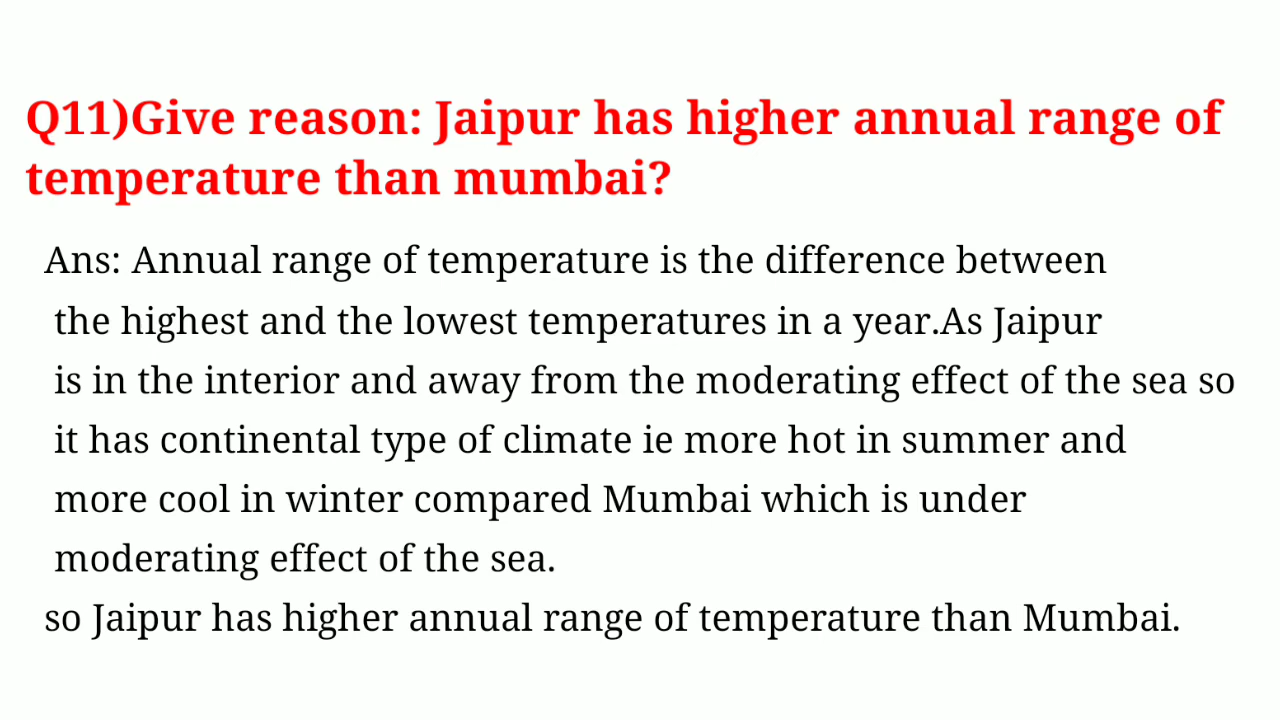 Q11)Give reason: Jaipur has higher annual range of
temperature than mumbai?
Ans: Annual range of temperature is the difference between
the highest and the lowest temperatures in a year.As Jaipur
is in the interior and away from the moderating effect of the sea so
it has continental type of climate ie more hot in summer and
more cool in winter compared Mumbai which is under
moderating effect of the sea.
so Jaipur has higher annual range of temperature than Mumbai.